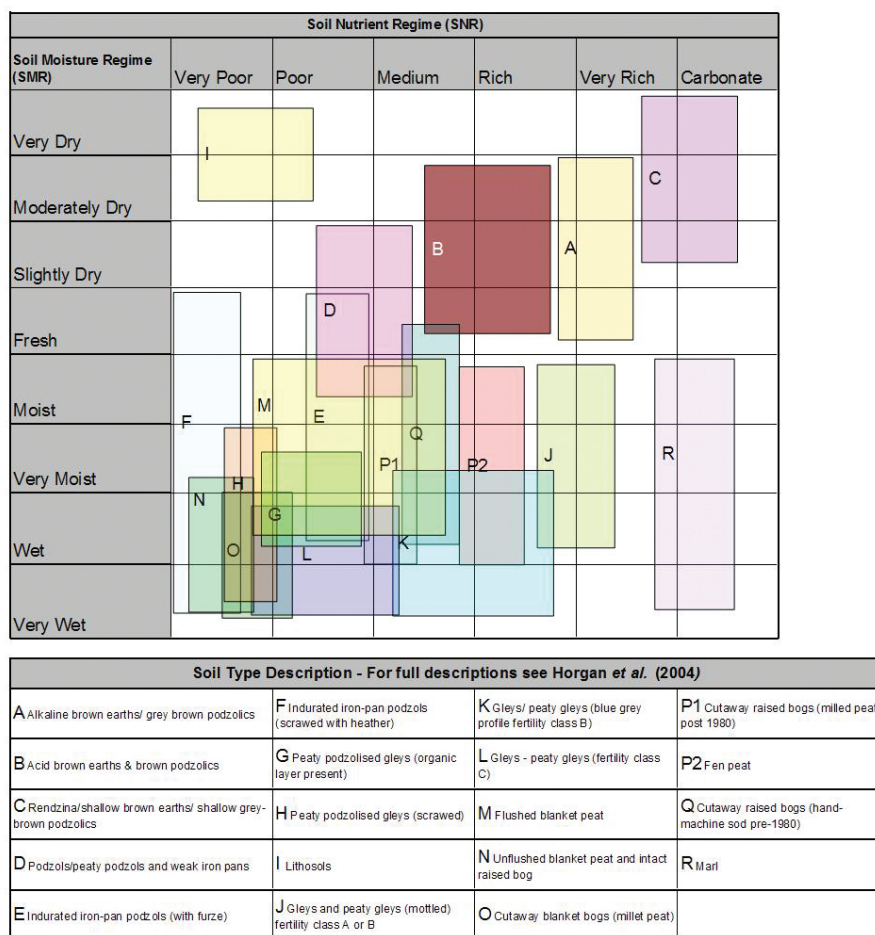 Soil Nutrient Regime (SNR)
Soil Moisture Regime
(SMR)
Very Poor
Poor
Medium
Rich
Very Rich
Carbonate
Very Dry
Moderately Dry
Slightly Dry
Fresh
Moist
Very Moist
Wet
Very Wet
I
C
B
A
D
F
M
E
Q
H
P1
P2
J
R
N
G
O
L
K
Soil Type Description - For full descriptions see Horgan et al. (2004)
A Alkaline brown earths/ grey brown podzolics
F Indurated iron-pan podzols
(scrawed with heather)
K Gleys/ peaty gleys (blue grey
profile fertility class B)
P1 Cutaway raised bogs (milled peat
post 1980)
B Acid brown earths & brown podzolics
G Peaty podzolised gleys (organic
layer present)
L Gleys - peaty gleys (fertility class
C)
P2 Fen peat
C Rendzina/shallow brown earths/ shallow grey-
brown podzolics
H Peaty podzolised gleys (scrawed)
M Flushed blanket peat
Q Cutaway raised bogs (hand-
machine sod pre-1980)
D Podzols/peaty podzols and weak iron pans
I Lithosols
N Unflushed blanket peat and intact
raised bog
R Marl
E Indurated iron-pan podzols (with furze)
J Gleys and peaty gleys (mottled)
fertility class A or B
O Cutaway blanket bogs (millet peat)